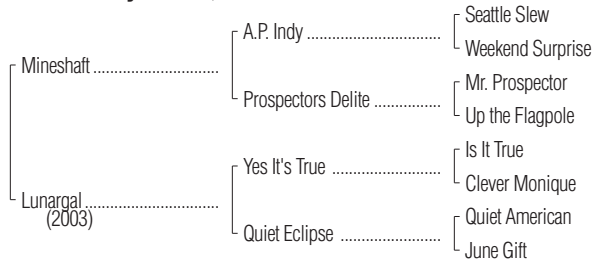 Seattle Slew
A.P. Indy
Weekend Surprise
Mineshaft
Mr. Prospector
Prospectors Delite
Up the Flagpole
Is It True
Yes It's True
Clever Monique
Lunargal
(2003)
Quiet American
Quiet Eclipse
June Gift